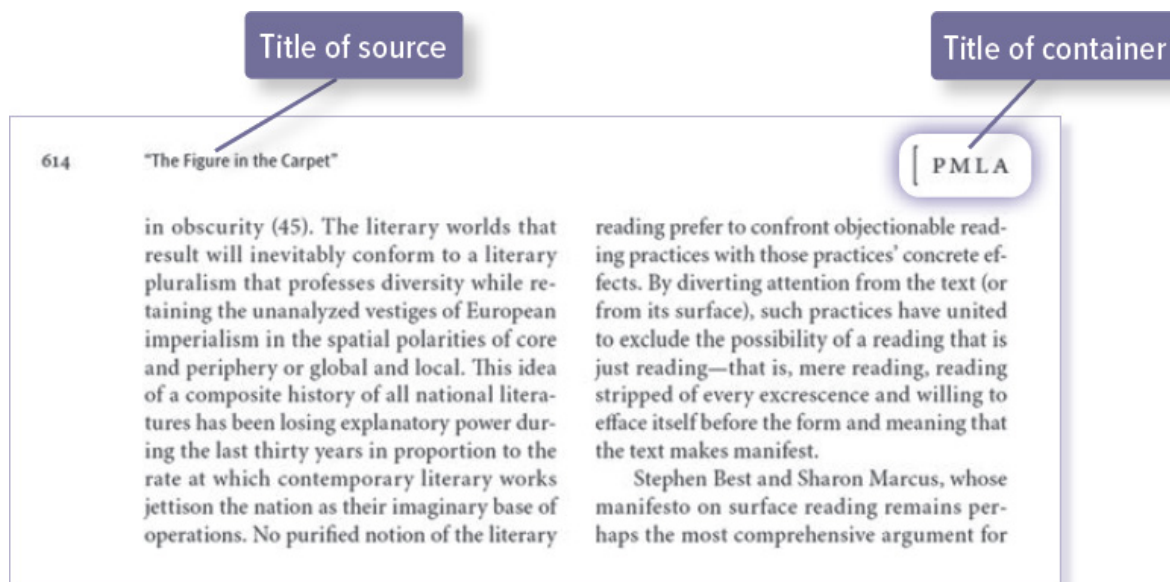 Title of source
Title of container
614
"The Figure in the Carpet"
[ PMLA
in obscurity (45). The literary worlds that
result will inevitably conform to a literary
pluralism that professes diversity while re-
taining the unanalyzed vestiges of European
imperialism in the spatial polarities of core
and periphery or global and local. This idea
of a composite history of all national litera-
tures has been losing explanatory power dur-
ing the last thirty years in proportion to the
rate at which contemporary literary works
jettison the nation as their imaginary base of
operations. No purified notion of the literary
reading prefer to confront objectionable read-
ing practices with those practices’ concrete ef-
fects. By diverting attention from the text (or
from its surface), such practices have united
to exclude the possibility of a reading that is
just reading—that is, mere reading, reading
stripped of every excrescence and willing to
efface itself before the form and meaning that
the text makes manifest.
Stephen Best and Sharon Marcus, whose
manifesto on surface reading remains per-
haps the most comprehensive argument for